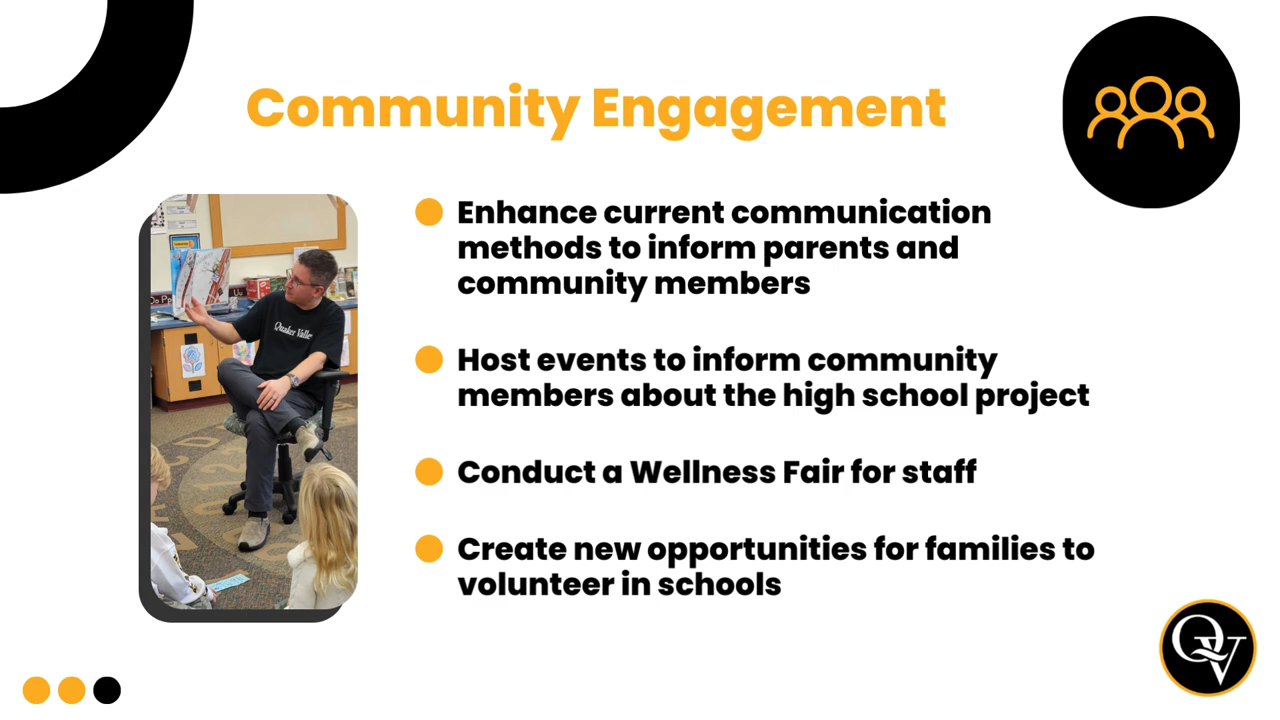 Community Engagement
Enhance current communication
methods to inform parents and
community members
Host events to inform community
members about the high school project
Conduct a Wellness Fair for staff
Create new opportunities for families to
volunteer in schools
QV